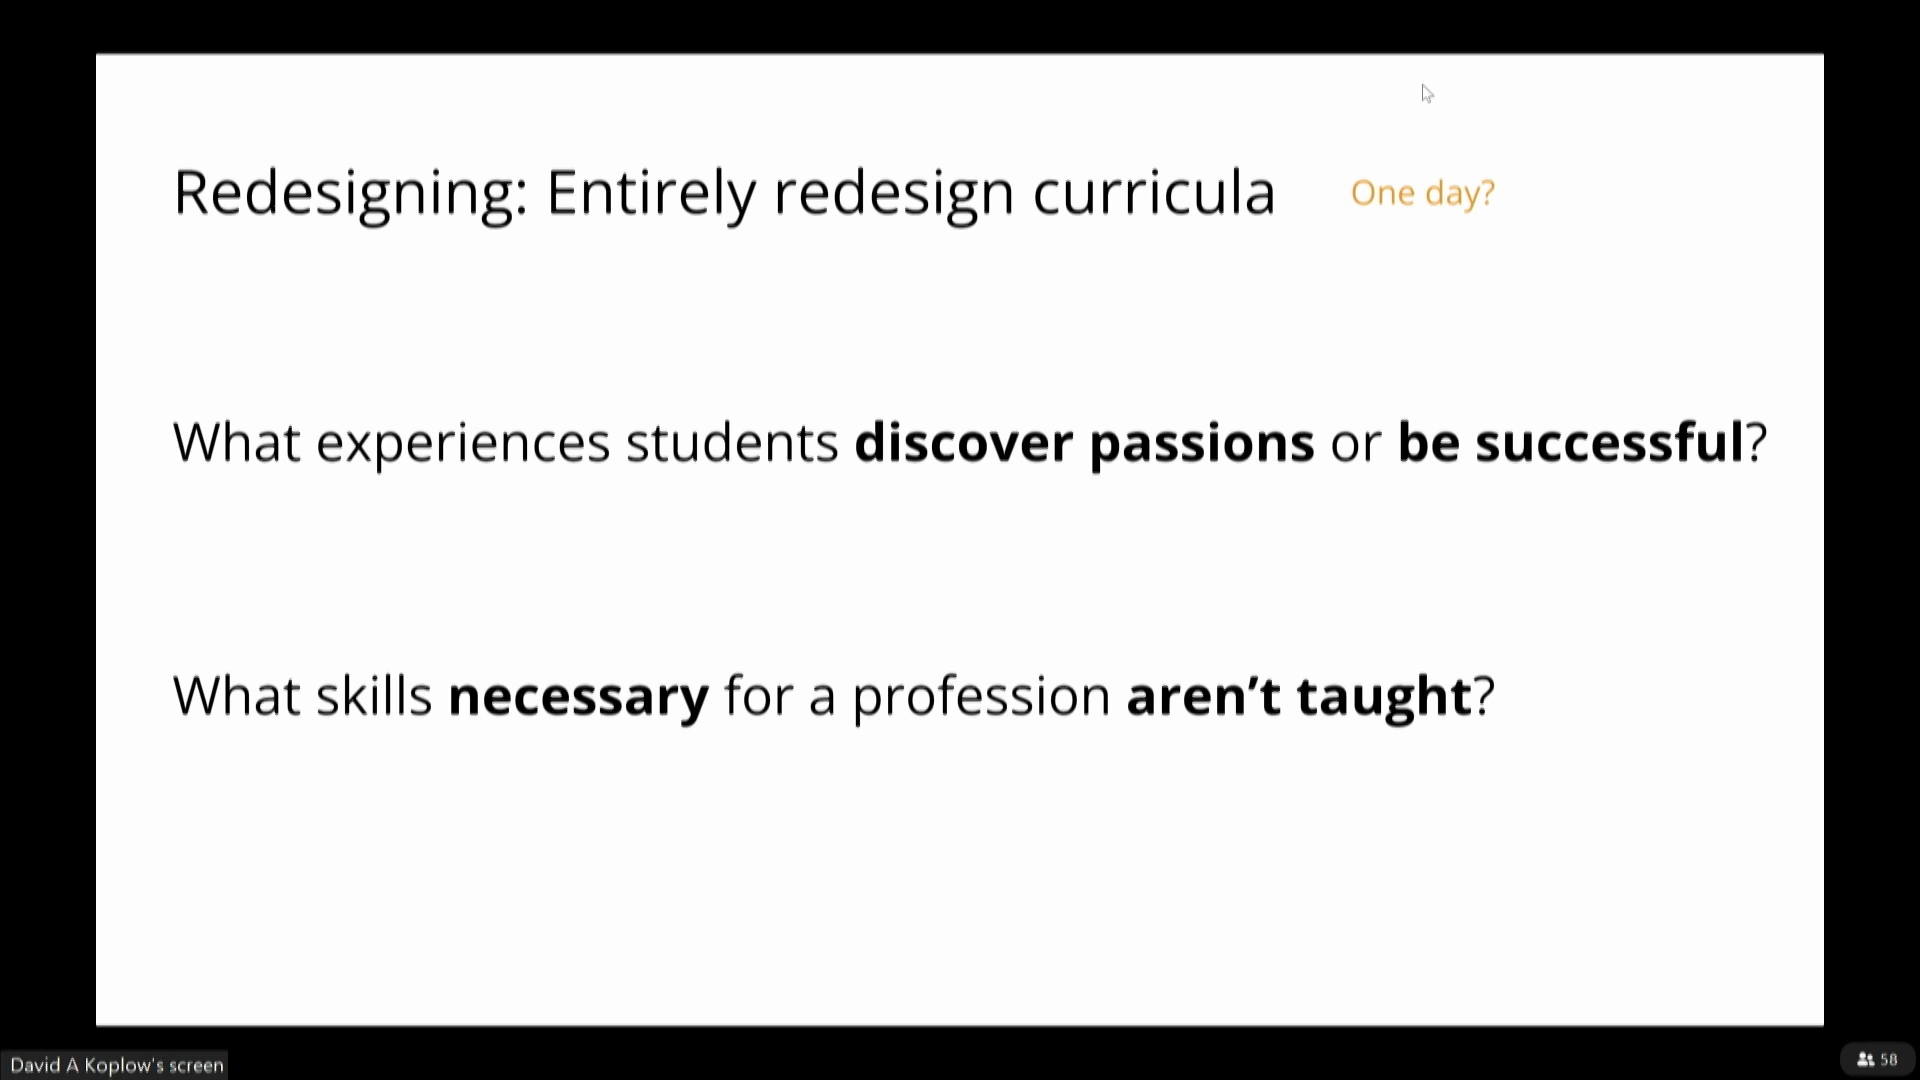 Redesigning: Entirely redesign curricula One day?
What experiences students discover passions or be successful?
What skills necessary for a profession aren’t taught?
David A Koplow's screen
58